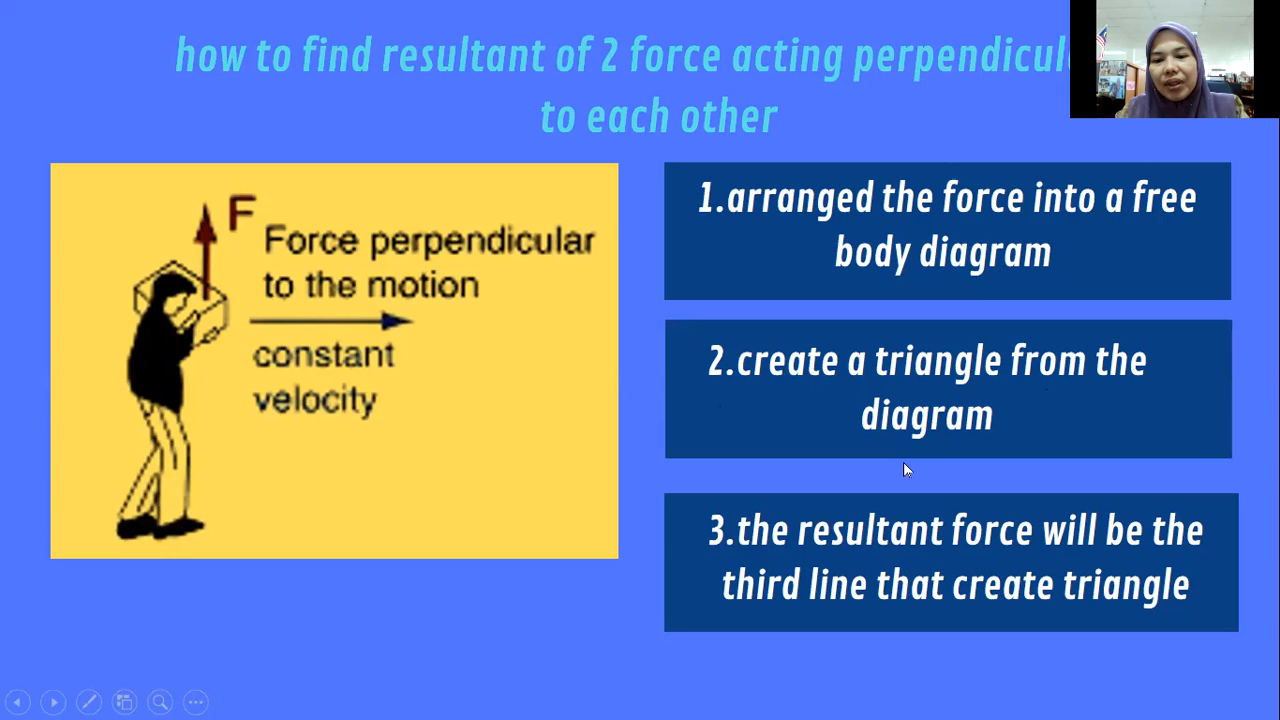 how to find resultant of 2 force acting
to each other
F
Force perpendicular
to the motion
constant
velocity
1.arranged the force into a free
body diagram
2.create a triangle from the
diagram
3.the resultant force will be the
third line that create triangle